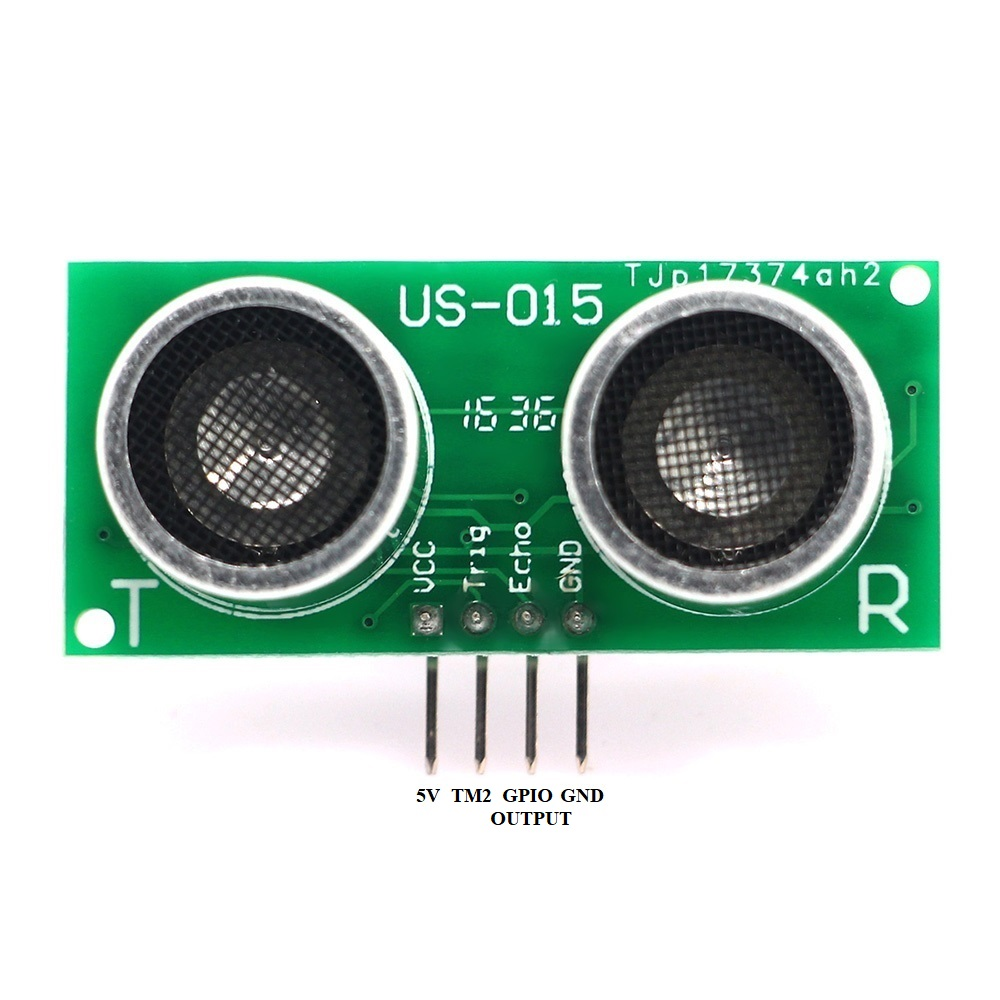 TJp17374ah2
US-015
1636
VCC Trig Echo GND
T R
5V TM2 GPIO GND
OUTPUT